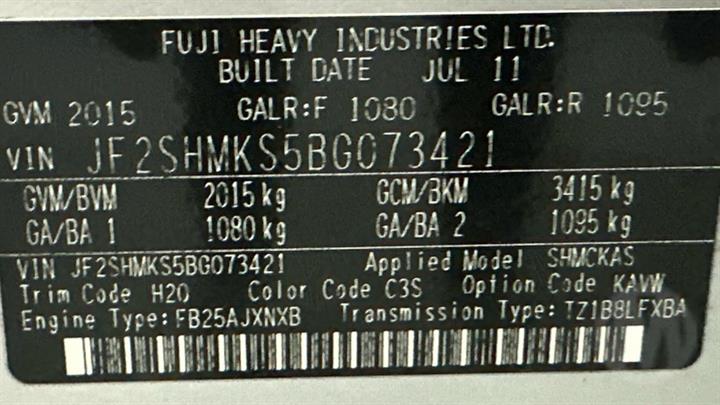 FUJI HEAVY INDUSTRIES LTD.
BUILT DATE JUL 11
GVM 2015 GALR:F 1080 GALR:R 1095
VIN JF2SHMKS5BG073421
GVM/BVM 2015 kg GCM/BKM 3415 kg
GA/BA 1 1080 kg GA/BA 2 1095 kg
VIN JF2SHMKS5BG073421 Applied Model SHMCKAS
Trim Code H20 Color Code C3S Option Code KAVW
Engine Type:FB25AJXNXB Transmission Type:TZ1B8LFXBA